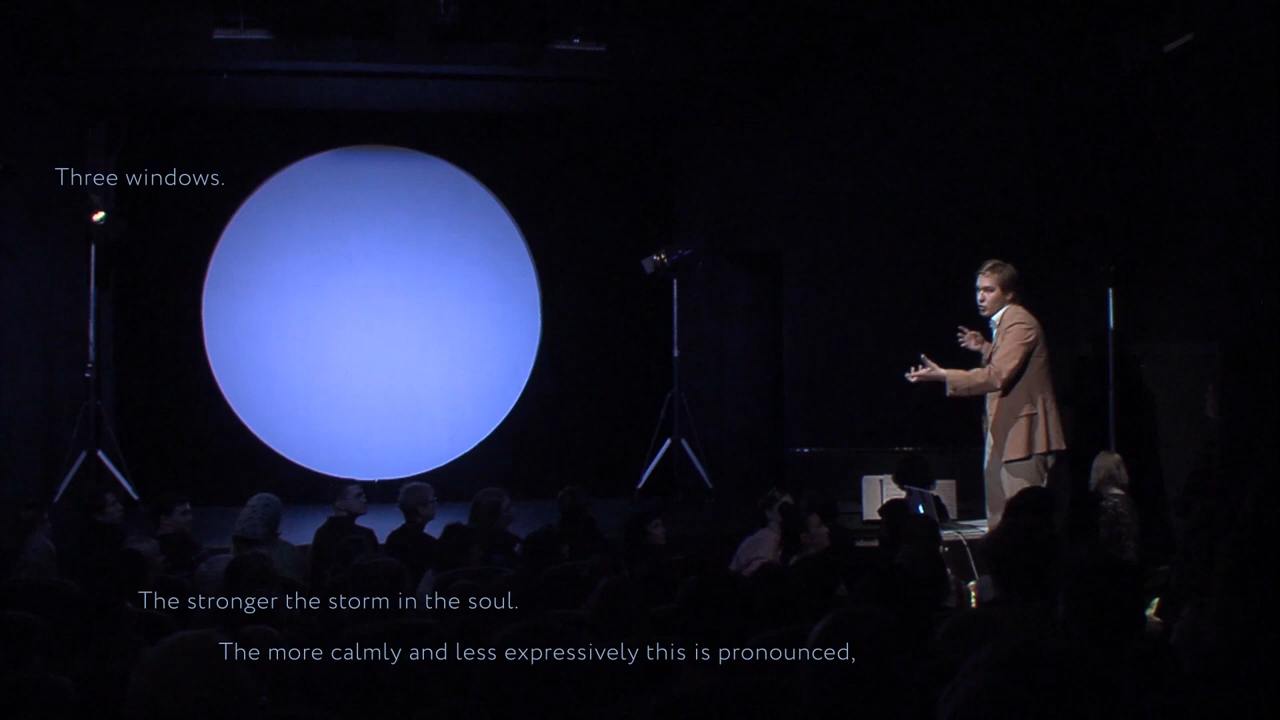 Three windows.
The stronger the storm in the soul.
The more calmly and less expressively this is pronounced,